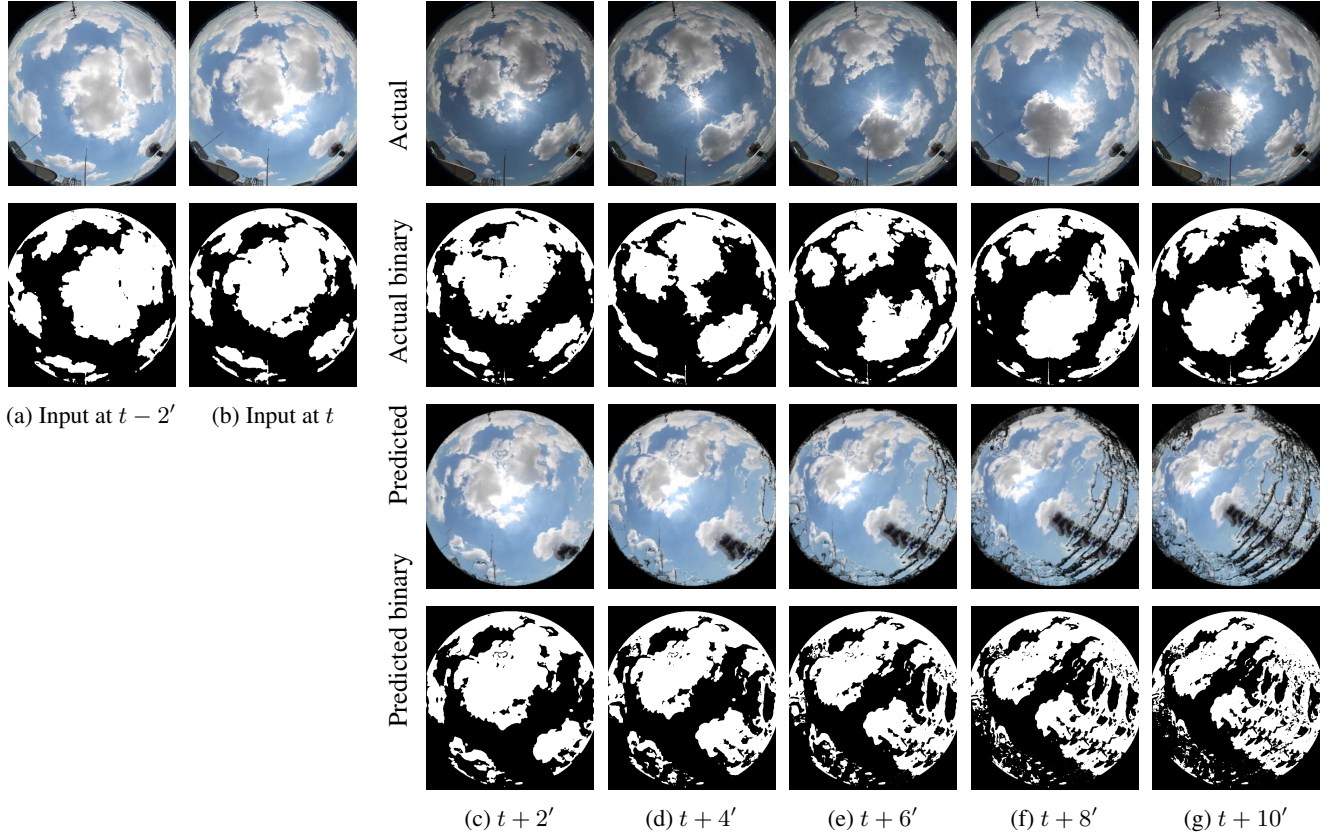 Actual
Actual binary
(a) Input at t − 2′
(b) Input at t
Predicted
Predicted binary
(c) t + 2′
(d) t + 4′
(e) t + 6′
(f) t + 8′
(g) t + 10′